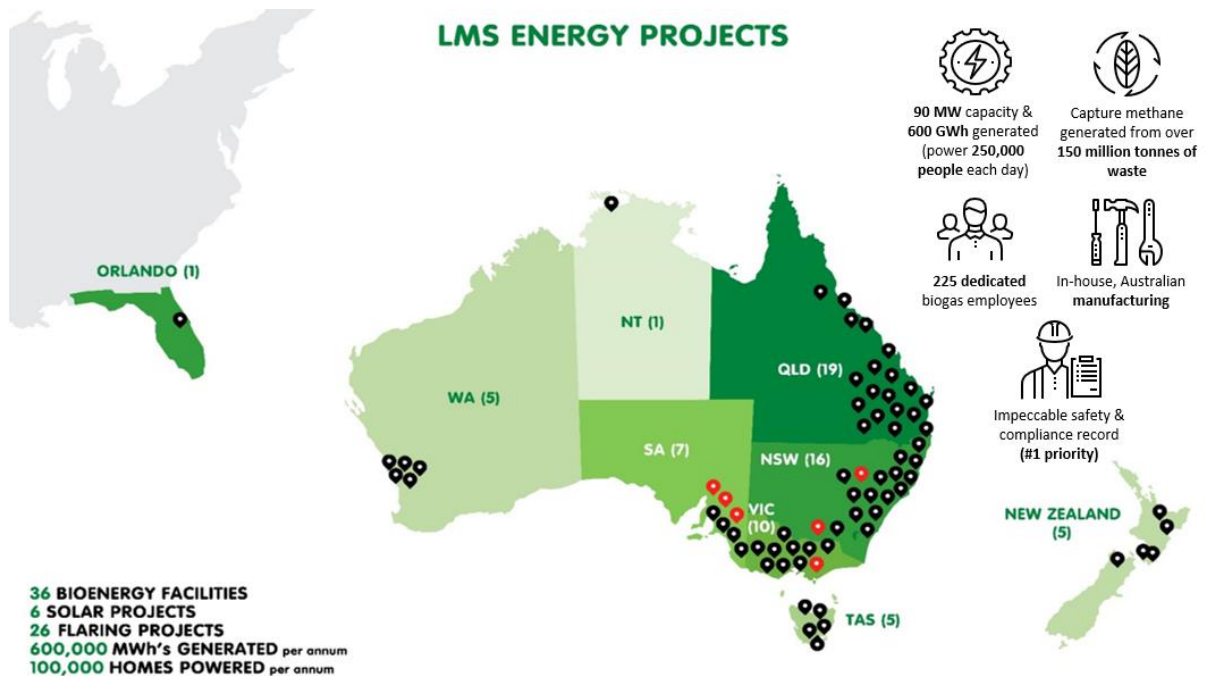 LMS ENERGY PROJECTS
90 MW capacity &
600 GWh generated
(power 250,000
people each day)
Capture methane
generated from over
150 million tonnes of
waste
225 dedicated
biogas employees
In-house, Australian
manufacturing
Impeccable safety &
compliance record
(#1 priority)
ORLANDO (1)
NT (1)
QLD (19)
WA (5)
SA (7)
NSW (16)
VIC
(10)
TAS (5)
NEW ZEALAND
(5)
36 BIOENERGY FACILITIES
6 SOLAR PROJECTS
26 FLARING PROJECTS
600,000 MWh's GENERATED per annum
100,000 HOMES POWERED per annum